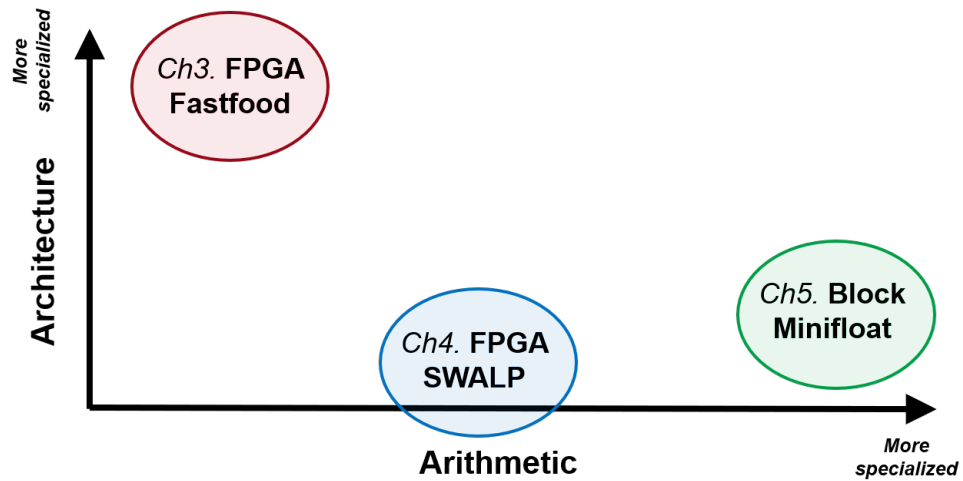 More
specialized
Ch3. FPGA
Fastfood
Architecture
Ch5. Block
Minifloat
Ch4. FPGA
SWALP
Arithmetic
More
specialized